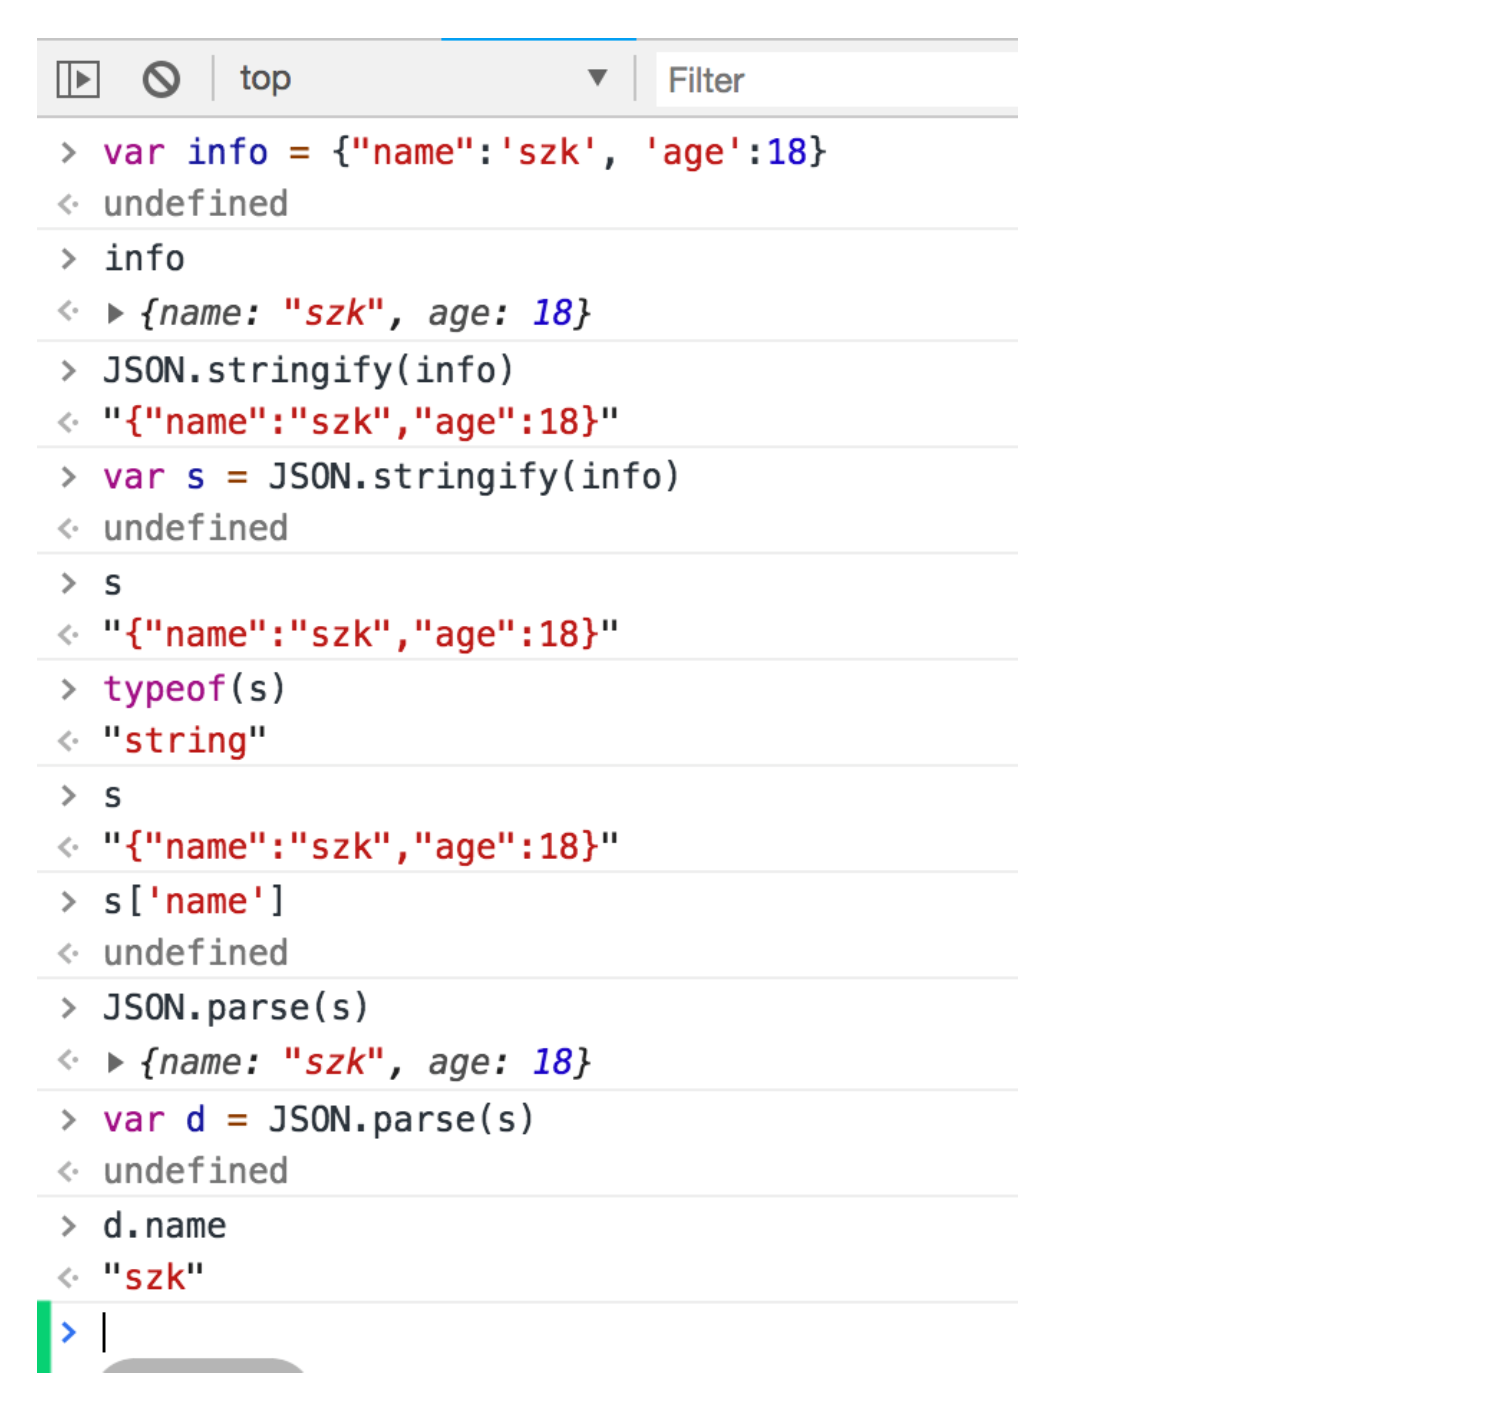 top Filter
> var info = {"name":'szk', 'age':18}
undefined
> info
{name: "szk", age: 18}
> JSON.stringify(info)
"{"name":"szk","age":18}"
> var s = JSON.stringify(info)
undefined
> s
"{"name":"szk","age":18}"
> typeof(s)
"string"
> s
"{"name":"szk","age":18}"
> s['name']
undefined
> JSON.parse(s)
{name: "szk", age: 18}
> var d = JSON.parse(s)
undefined
> d.name
"szk"
>